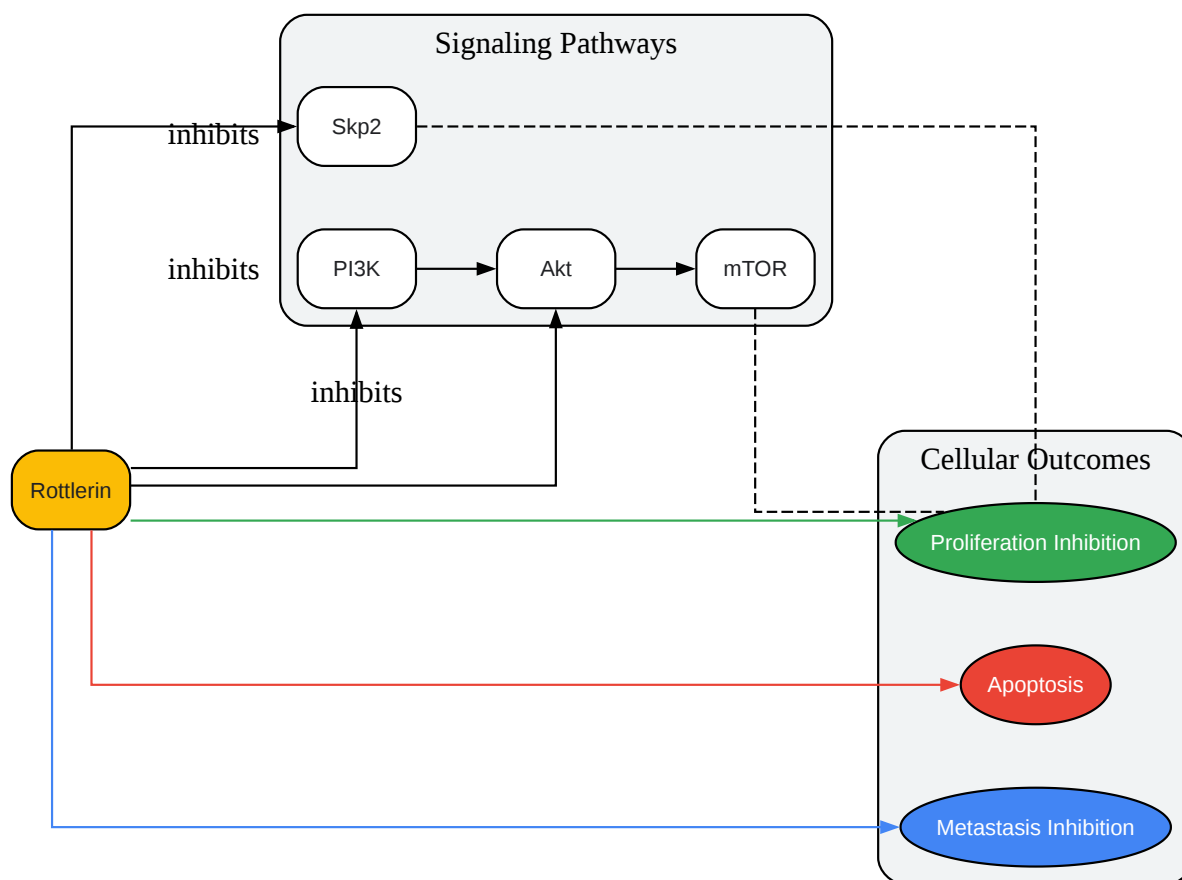 Signaling Pathways
inhibits
Skp2
inhibits
PI3K
Akt
mTOR
inhibits
Rottlerin
Cellular Outcomes
Proliferation Inhibition
Apoptosis
Metastasis Inhibition